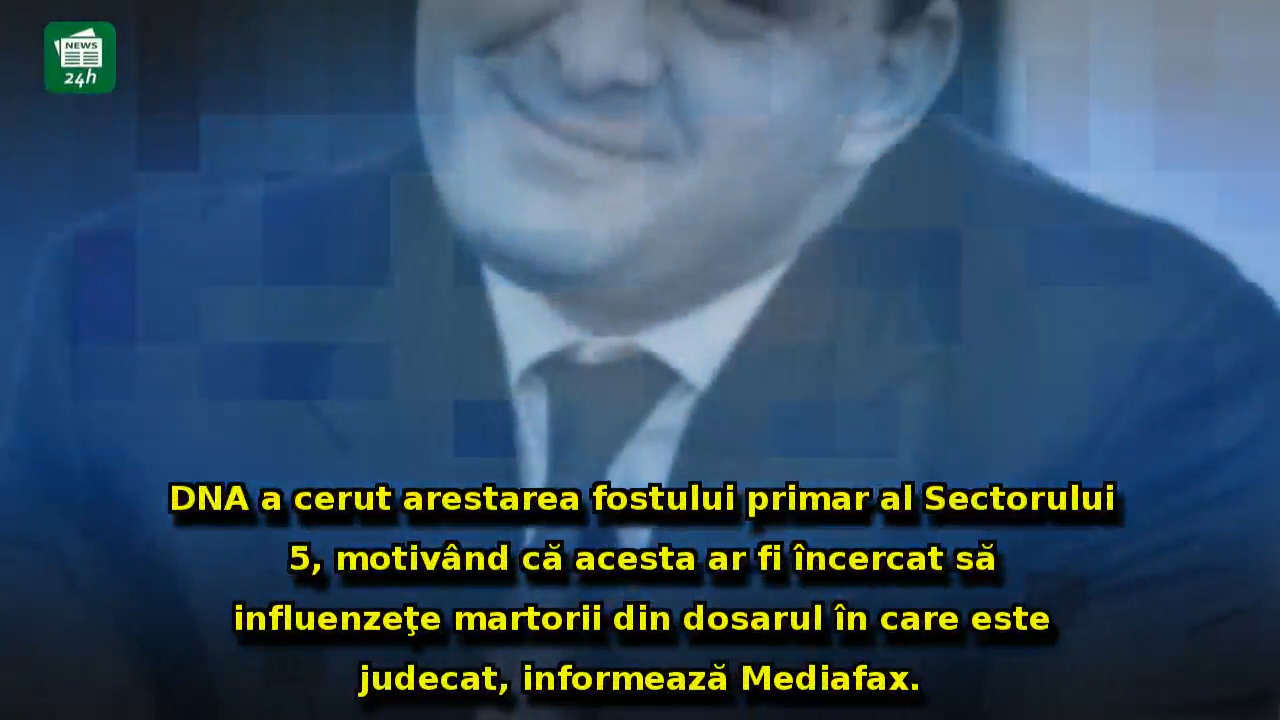 NEWS
24h
DNA a cerut arestarea fostului primar al Sectorului
5, motivând că acesta ar fi încercat să
influenzeţe martorii din dosarul în care este
judecat, informează Mediafax.